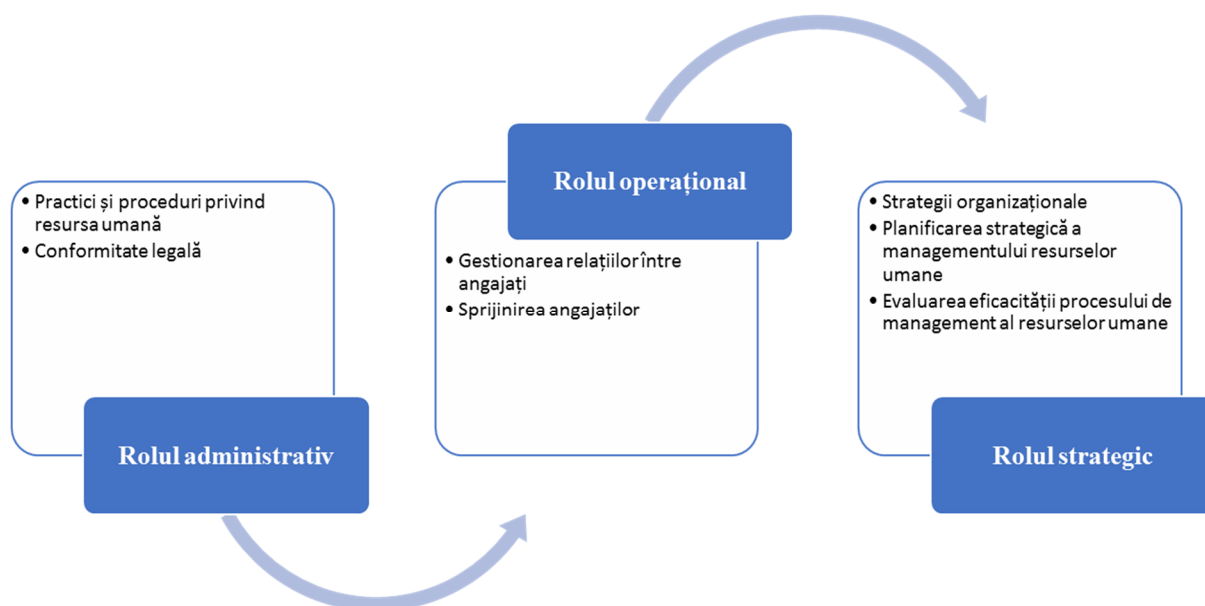 • Practici și proceduri privind
resursa umană
• Conformitate legală
Rolul administrativ
Rolul operațional
• Gestionarea relațiilor între
angajați
• Sprijinirea angajaților
• Strategii organizaționale
• Planificarea strategică a
managementului resurselor
umane
• Evaluarea eficacității procesului de
management al resurselor umane
Rolul strategic